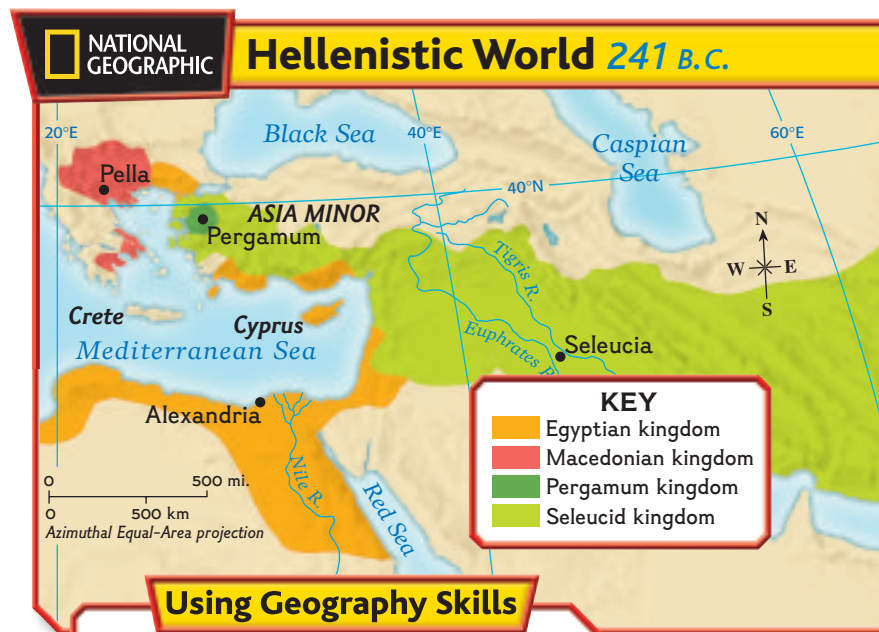 NATIONAL
GEOGRAPHIC
Hellenistic World 241 B.C.
20°E
Black Sea
40°E
Caspian
Sea
60°E
Pella
40°N
ASIA MINOR
Pergamum
N
W E
S
Tigris R.
Crete
Cyprus
Mediterranean Sea
Euphrates R.
Seleucia
Alexandria
Nile R.
Red Sea
KEY
Egyptian kingdom
Macedonian kingdom
Pergamum kingdom
Seleucid kingdom
0 500 mi.
0 500 km
Azimuthal Equal-Area projection
Using Geography Skills